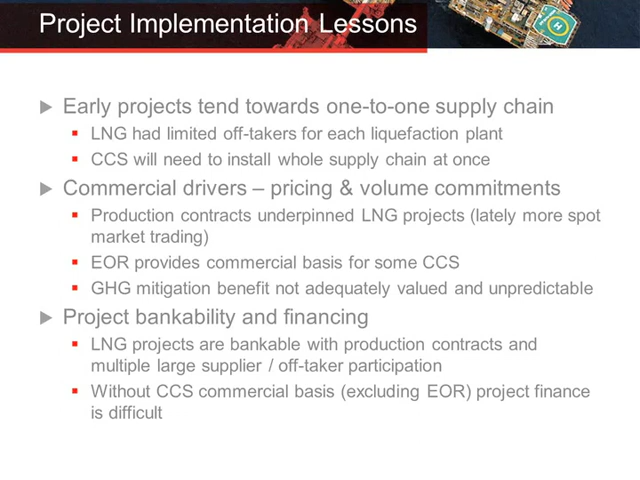 Project Implementation Lessons
Early projects tend towards one-to-one supply chain
LNG had limited off-takers for each liquefaction plant
CCS will need to install whole supply chain at once
Commercial drivers – pricing & volume commitments
Production contracts underpinned LNG projects (lately more spot
market trading)
EOR provides commercial basis for some CCS
GHG mitigation benefit not adequately valued and unpredictable
Project bankability and financing
LNG projects are bankable with production contracts and
multiple large supplier / off-taker participation
Without CCS commercial basis (excluding EOR) project finance
is difficult